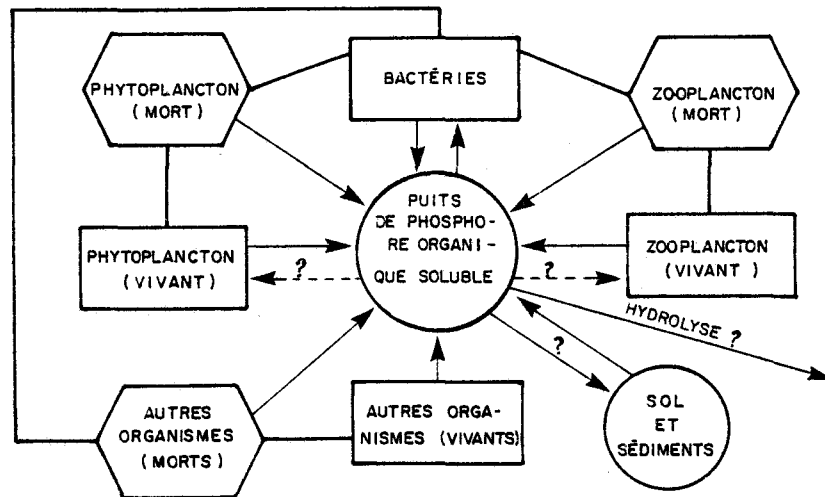 BACTÉRIES
PHYTOPLANCTON
(MORT)
ZOOPLANCTON
(MORT)
PUITS
DE PHOSPHO-
RE ORGANI-
QUE SOLUBLE
PHYTOPLANCTON
(VIVANT)
?
?
ZOOPLANCTON
(VIVANT)
HYDROLYSE ?
?
AUTRES
ORGANISMES
(MORTS)
AUTRES ORGA-
NISMES (VIVANTS)
SOL
ET
SÉDIMENTS